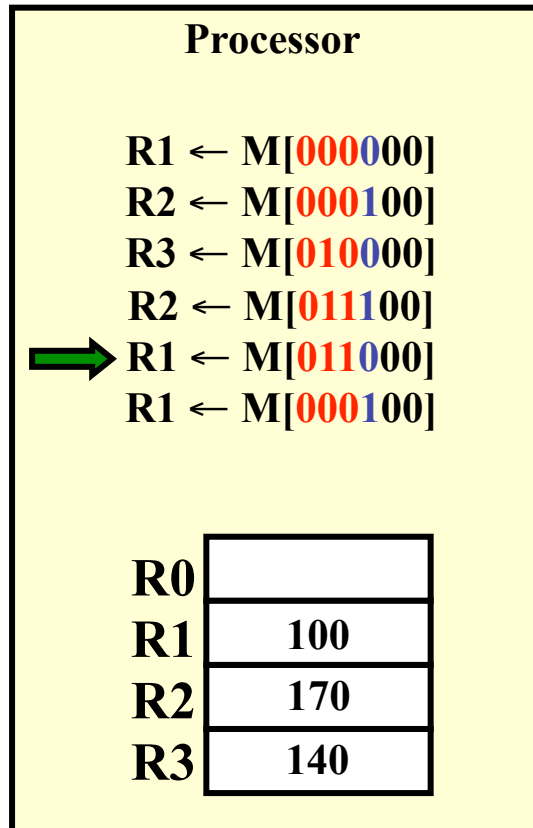 Processor
R1 ← M[000000]
R2 ← M[000100]
R3 ← M[010000]
R2 ← M[011100]
R1 ← M[011000]
R1 ← M[000100]
R0
R1 100
R2 170
R3 140